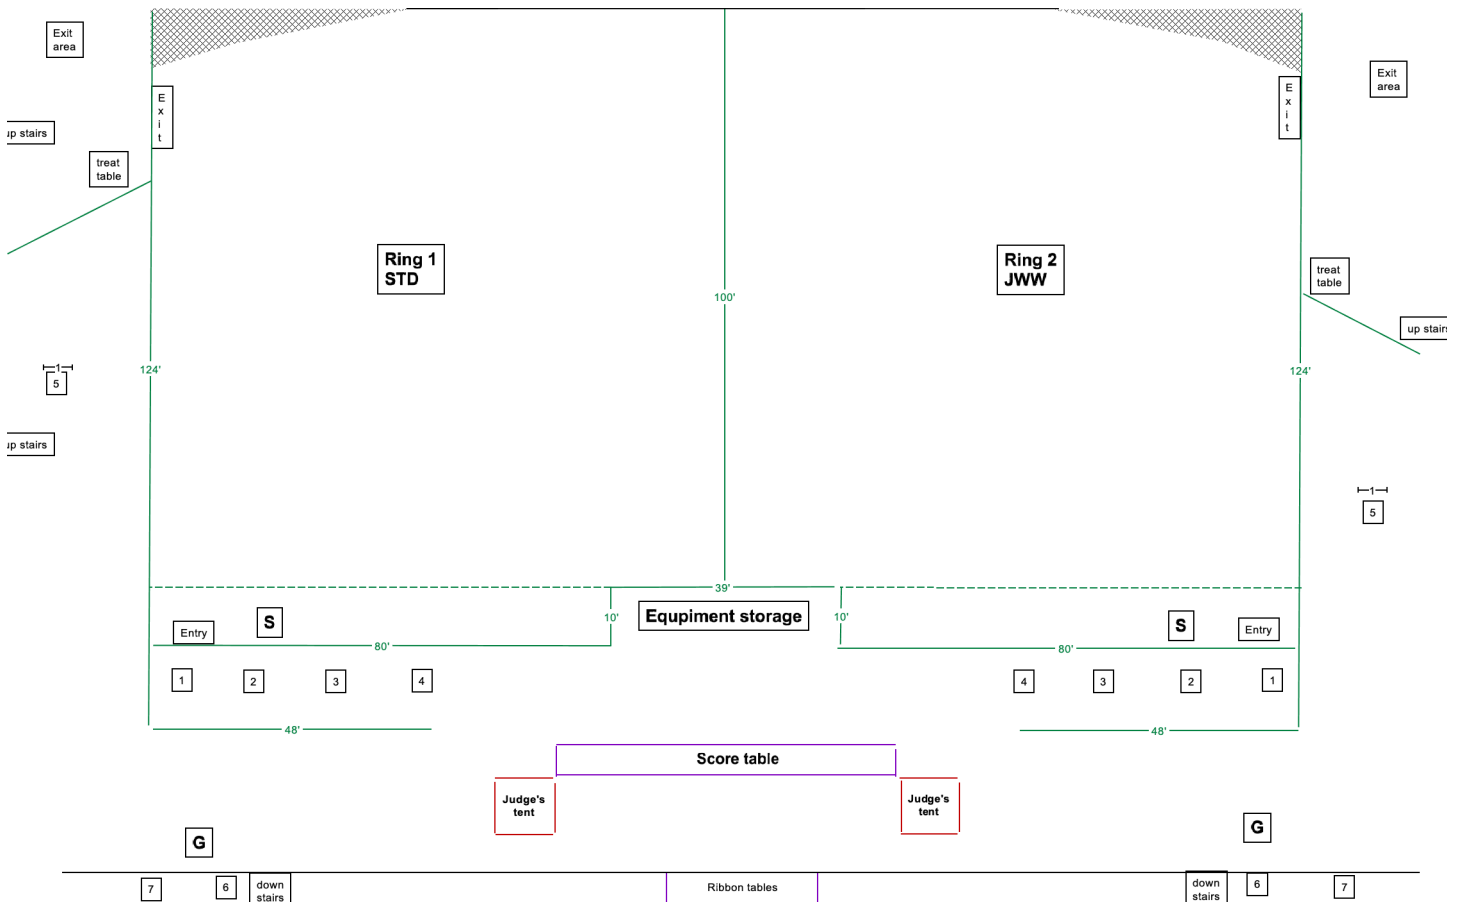 Exit
area
E
x
i
t
E
x
i
t
Exit
area
up stairs
treat
table
Ring 1
STD
Ring 2
JWW
treat
table
100'
up stairs
124'
124'
1
5
up stairs
1
5
39'
10'
Equpiment storage
10'
S
Entry
S
Entry
80'
80'
1
2
3
4
4
3
2
1
48'
48'
Score table
Judge's
tent
Judge's
tent
G
G
7
6
down
stairs
Ribbon tables
down
stairs
6
7